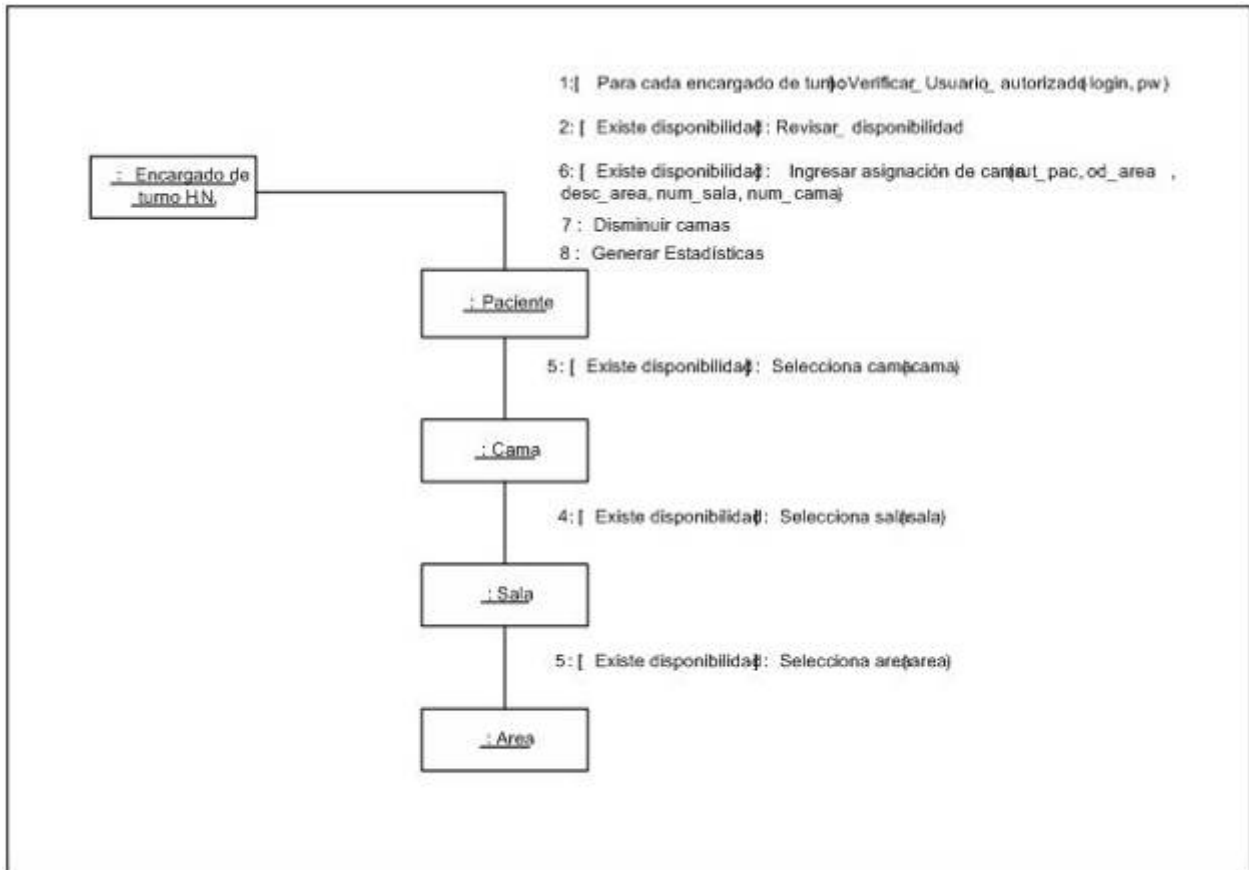 1:[ Para cada encargado de turno]: Verificar_ Usuario_ autorizado(login, pw)
2: [ Existe disponibilidad]: Revisar_ disponibilidad
: Encargado de
turno H.N.
6: [ Existe disponibilidad]: Ingresar asignación de cama(rut_pac, od_area ,
desc_area, num_sala, num_cama)
7 : Disminuir camas
8 : Generar Estadísticas
: Paciente
5: [ Existe disponibilidad]: Selecciona cama(cama)
: Cama
4: [ Existe disponibilidad]: Selecciona sala(sala)
: Sala
5: [ Existe disponibilidad]: Selecciona area(area)
: Area